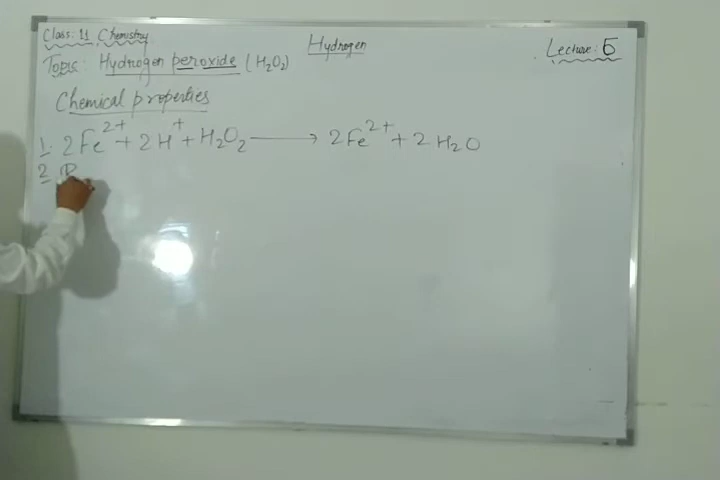 Class: 11 Chemistry
Hydrogen
Lecture: 5
Topic: Hydrogen peroxide (H₂O₂)
Chemical properties
1. 2Fe²⁺ + 2H⁺ + H₂O₂ ⟶ 2Fe²⁺ + 2H₂O
2. P